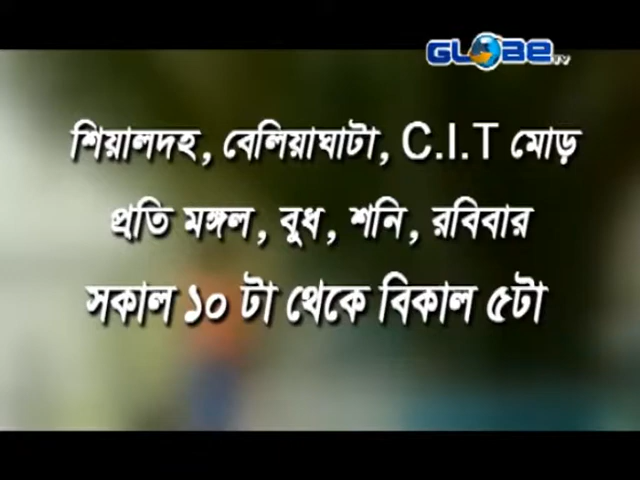 GLOBE TV
শিয়ালদহ, বেলিয়াঘাটা, C.I.T মোড়
প্রতি মঙ্গল, বুধ, শনি, রবিবার
সকাল ১০ টা থেকে বিকাল ৫টা